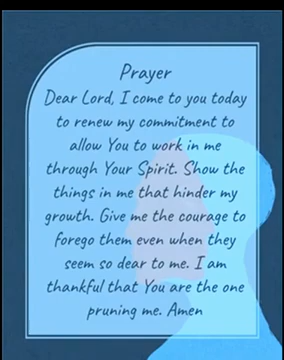 Prayer
Dear Lord, I come to you today
to renew my commitment to
allow You to work in me
through Your Spirit. Show the
things in me that hinder my
growth. Give me the courage to
forego them even when they
seem so dear to me. I am
thankful that You are the one
pruning me. Amen